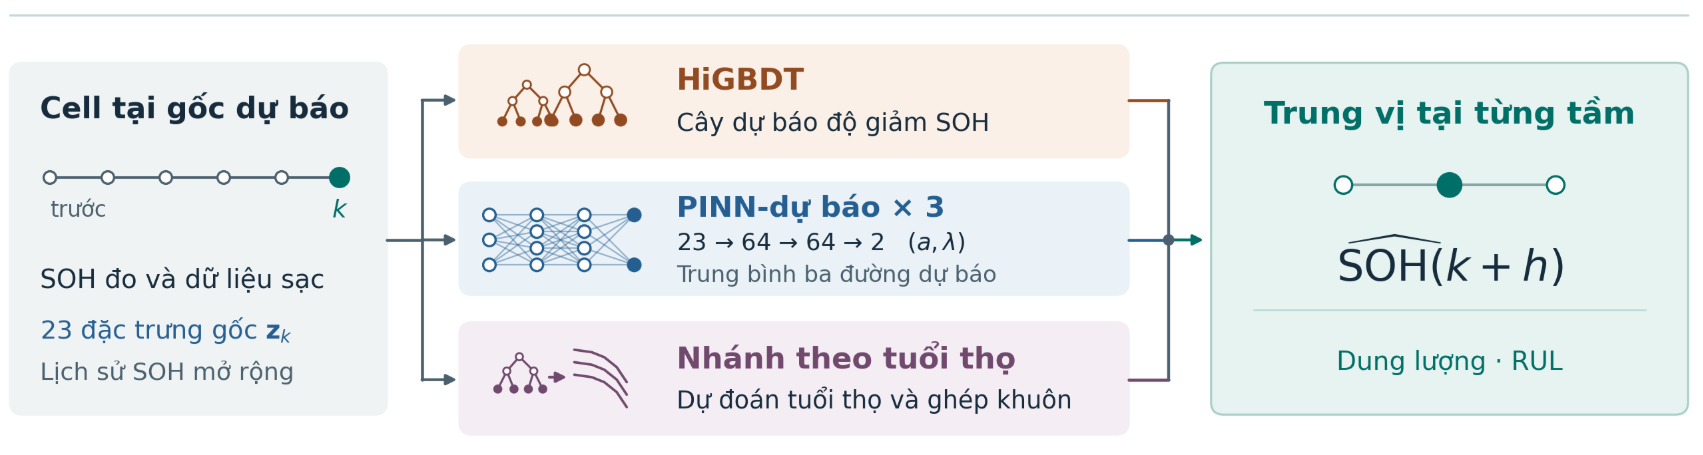 Cell tại gốc dự báo
trước
k
SOH đo và dữ liệu sạc
23 đặc trưng gốc z_k
Lịch sử SOH mở rộng
HiGBDT
Cây dự báo độ giảm SOH
PINN-dự báo × 3
23 → 64 → 64 → 2 (a, λ)
Trung bình ba đường dự báo
Nhánh theo tuổi thọ
Dự đoán tuổi thọ và ghép khuôn
Trung vị tại từng tầm
\widehat{SOH}(k + h)
Dung lượng · RUL